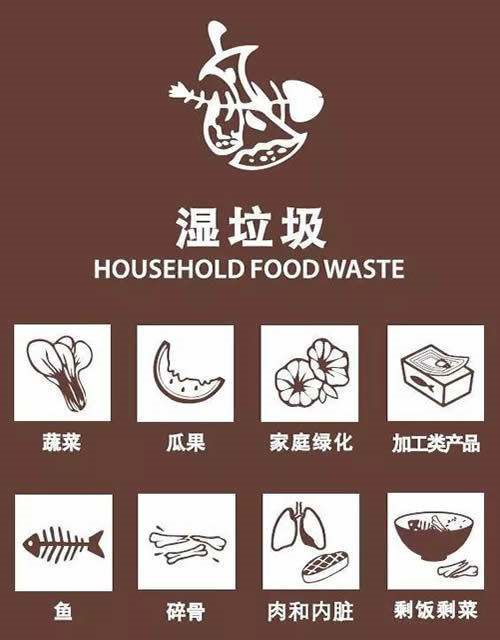 湿垃圾
HOUSEHOLD FOOD WASTE
蔬菜
瓜果
家庭绿化
加工类产品
鱼
碎骨
肉和内脏
剩饭剩菜